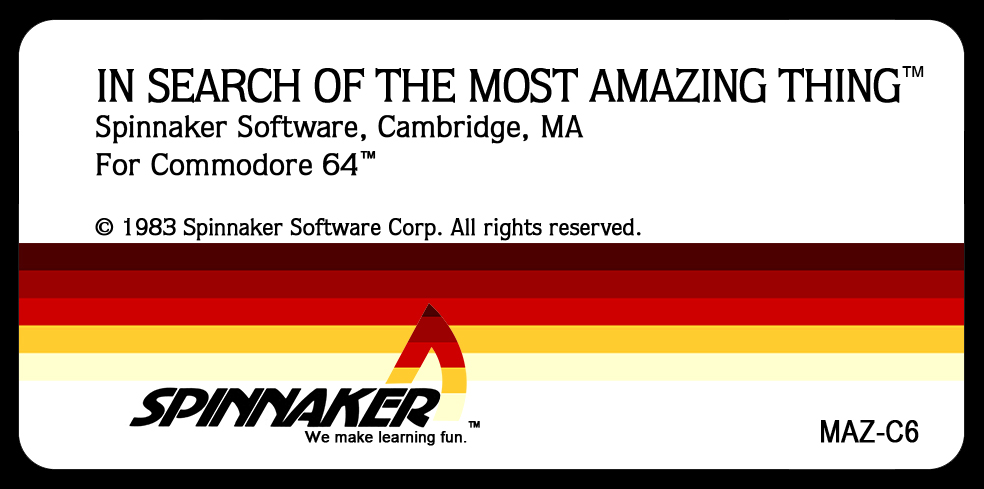 IN SEARCH OF THE MOST AMAZING THING™
Spinnaker Software, Cambridge, MA
For Commodore 64™
© 1983 Spinnaker Software Corp. All rights reserved.
SPINNAKER™
We make learning fun.
MAZ-C6